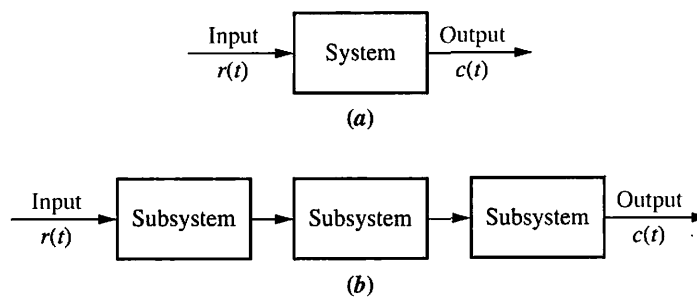 Input
r(t)
System
Output
c(t)
(a)
Input
r(t)
Subsystem
Subsystem
Subsystem
Output
c(t)
(b)